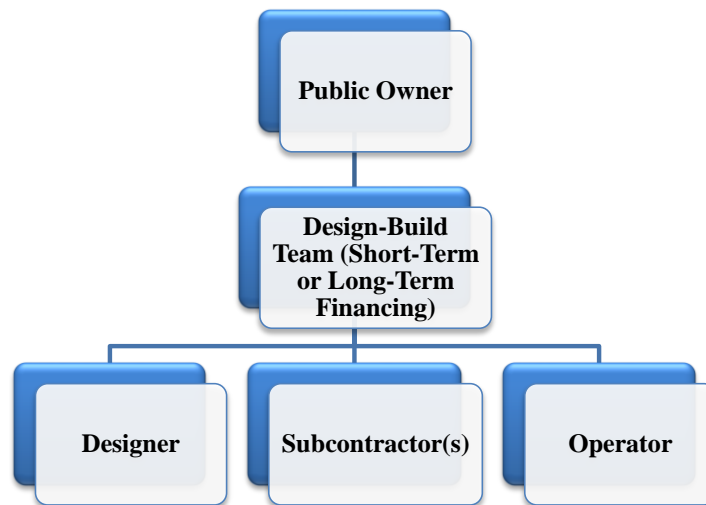 Public Owner
Design-Build
Team (Short-Term
or Long-Term
Financing)
Designer
Subcontractor(s)
Operator